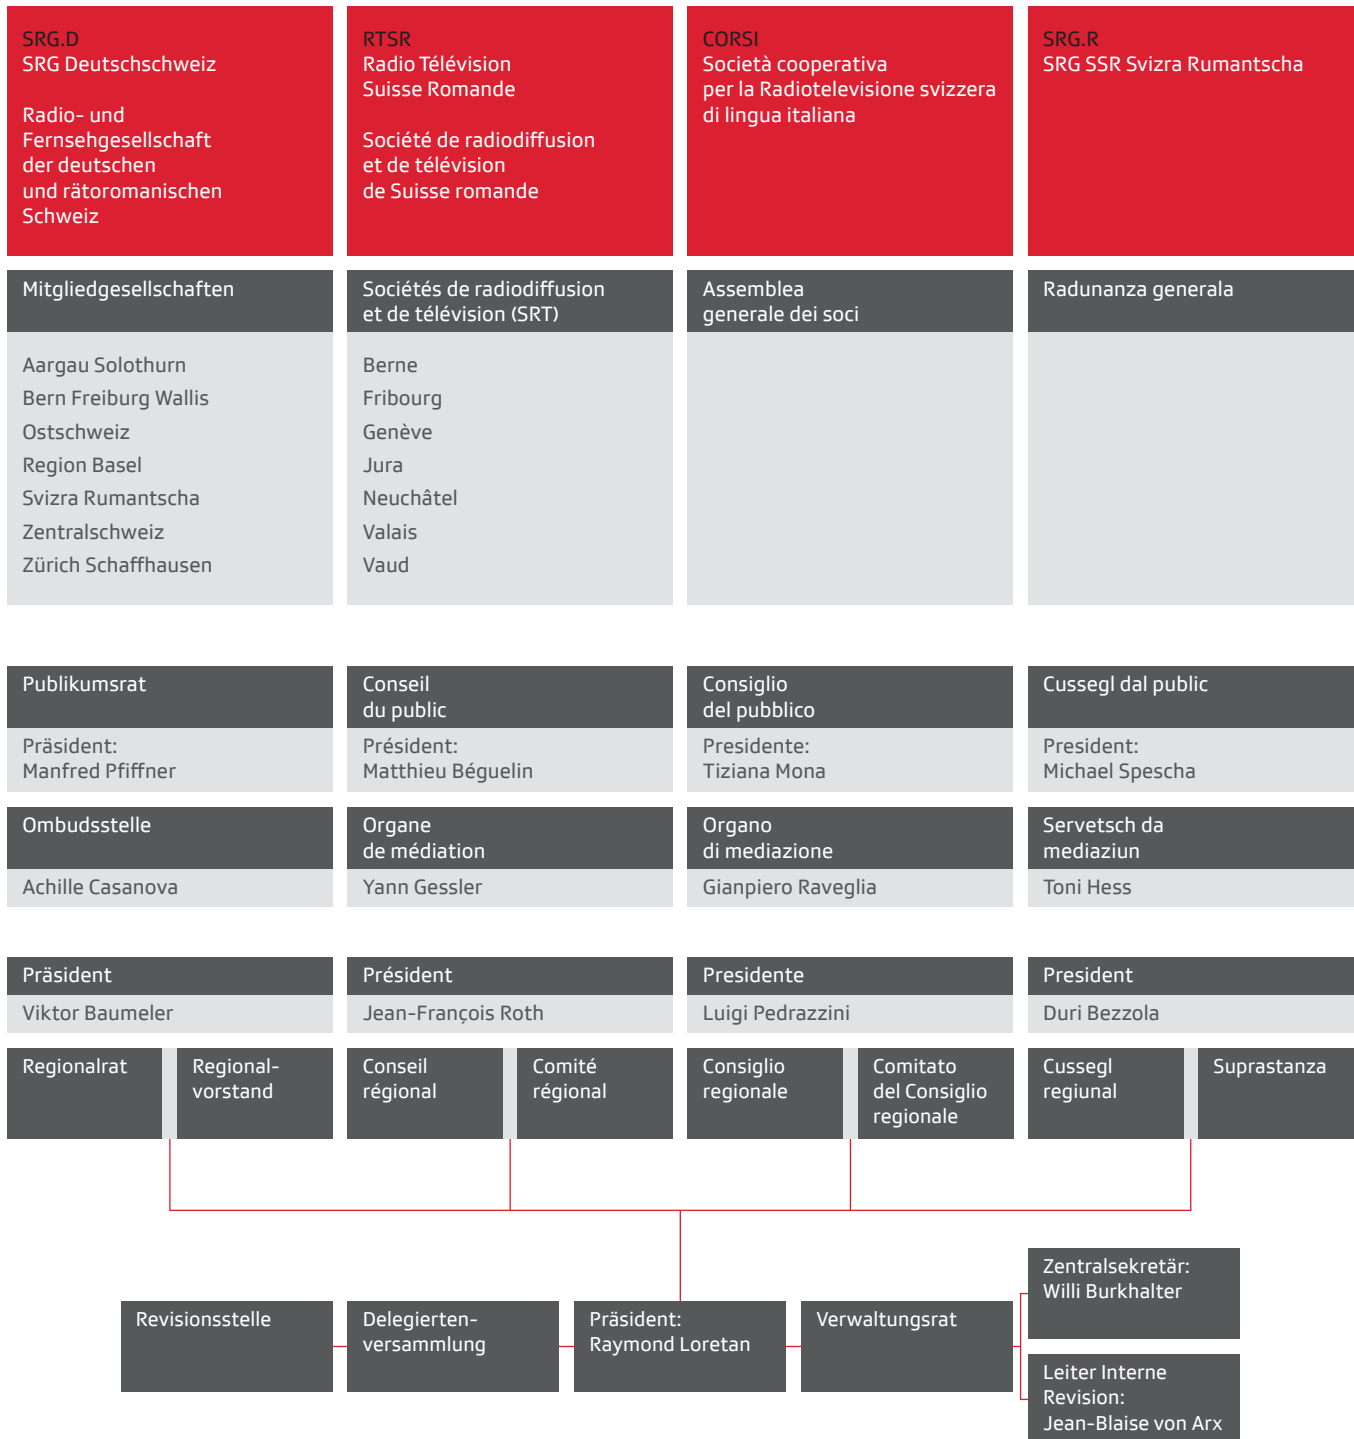 SRG.D
SRG Deutschschweiz
Radio- und
Fernsehgesellschaft
der deutschen
und rätoromanischen
Schweiz
RTSR
Radio Télévision
Suisse Romande
Société de radiodiffusion
et de télévision
de Suisse romande
CORSI
Società cooperativa
per la Radiotelevisione svizzera
di lingua italiana
SRG.R
SRG SSR Svizra Rumantscha
Mitgliedgesellschaften
Sociétés de radiodiffusion
et de télévision (SRT)
Assemblea
generale dei soci
Radunanza generala
Aargau Solothurn
Bern Freiburg Wallis
Ostschweiz
Region Basel
Svizra Rumantscha
Zentralschweiz
Zürich Schaffhausen
Berne
Fribourg
Genève
Jura
Neuchâtel
Valais
Vaud
Publikumsrat
Conseil
du public
Consiglio
del pubblico
Cussegl dal public
Präsident:
Manfred Pfiffner
Président:
Matthieu Béguelin
Presidente:
Tiziana Mona
President:
Michael Spescha
Ombudsstelle
Organe
de médiation
Organo
di mediazione
Servetsch da
mediaziun
Achille Casanova
Yann Gessler
Gianpiero Raveglia
Toni Hess
Präsident
Président
Presidente
President
Viktor Baumeler
Jean-François Roth
Luigi Pedrazzini
Duri Bezzola
Regionalrat
Regional-
vorstand
Conseil
régional
Comité
régional
Consiglio
regionale
Comitato
del Consiglio
regionale
Cussegl
regiunal
Suprastanza
Revisionsstelle
Delegierten-
versammlung
Präsident:
Raymond Loretan
Verwaltungsrat
Zentralsekretär:
Willi Burkhalter
Leiter Interne
Revision:
Jean-Blaise von Arx